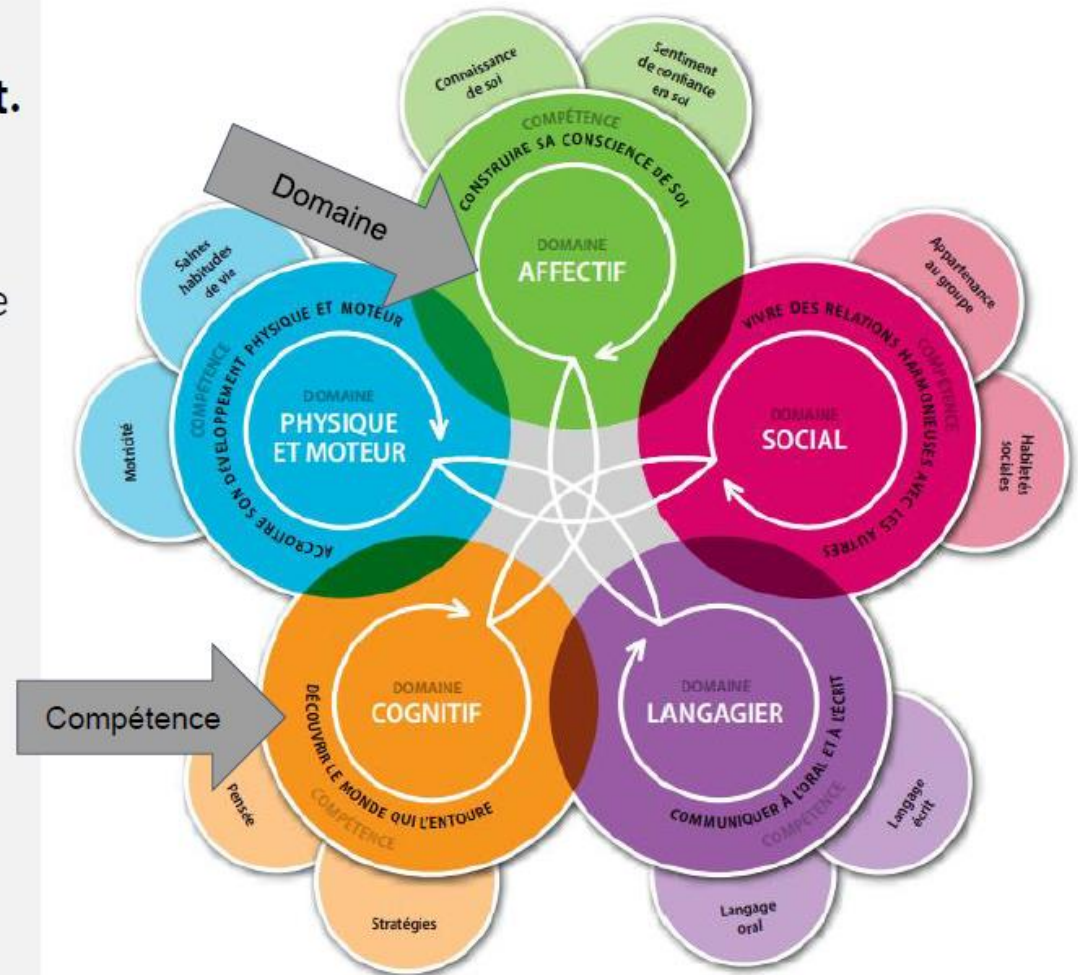 t.
e
Domaine
Compétence
Connaissance
de soi
Sentiment
de confiance
en soi
COMPÉTENCE
CONSTRUIRE SA CONSCIENCE DE SOI
DOMAINE
AFFECTIF
Saines
habitudes
de vie
Motricité
COMPÉTENCE
ACCROÎTRE SON DÉVELOPPEMENT PHYSIQUE ET MOTEUR
DOMAINE
PHYSIQUE
ET MOTEUR
Appartenance
au groupe
Habiletés
sociales
COMPÉTENCE
VIVRE DES RELATIONS HARMONIEUSES AVEC LES AUTRES
DOMAINE
SOCIAL
DOMAINE
COGNITIF
DÉCOUVRIR LE MONDE QUI L'ENTOURE
COMPÉTENCE
Pensée
Stratégies
DOMAINE
LANGAGIER
COMMUNIQUER À L'ORAL ET À L'ÉCRIT
COMPÉTENCE
Langage
écrit
Langage
oral